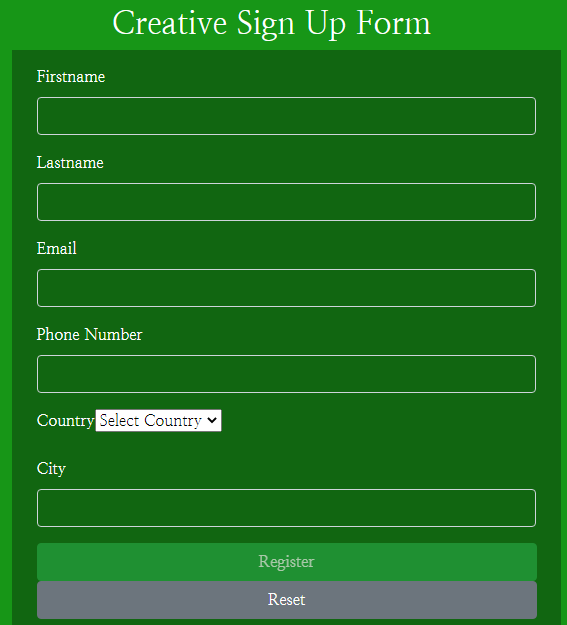 Creative Sign Up Form
Firstname
Lastname
Email
Phone Number
Country Select Country
City
Register
Reset